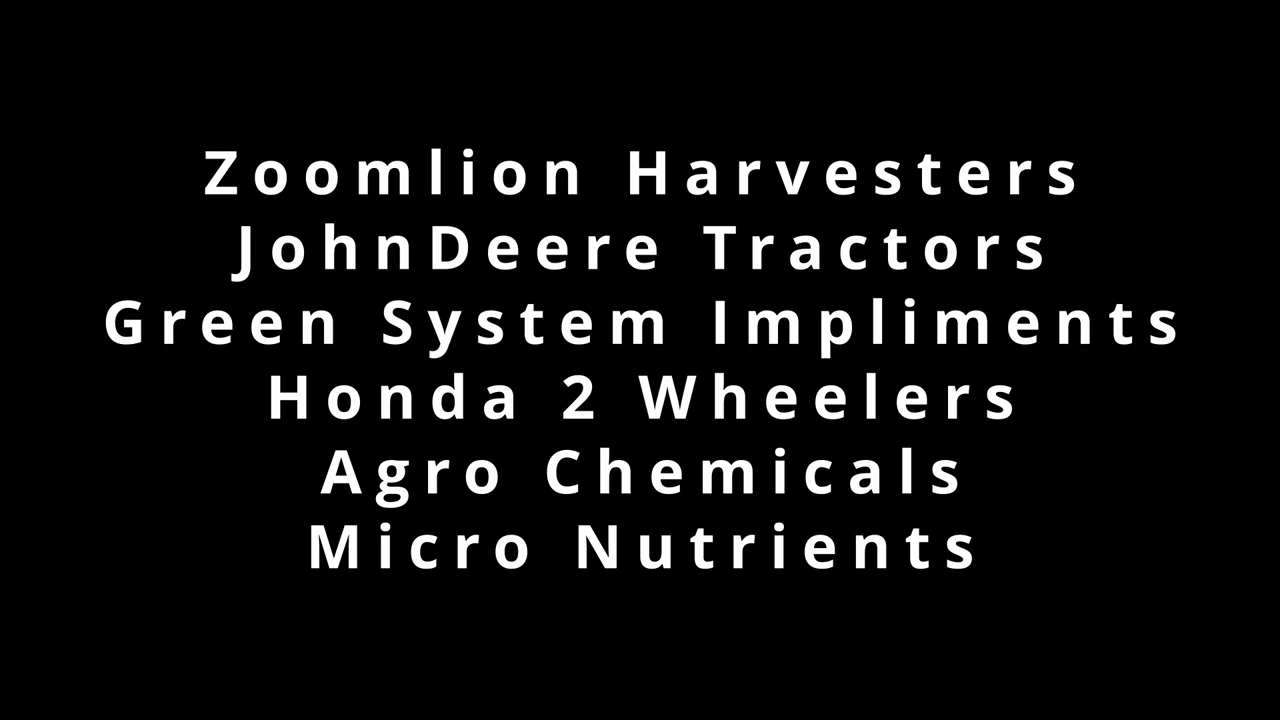 Zoomlion Harvesters
JohnDeere Tractors
Green System Impliments
Honda 2 Wheelers
Agro Chemicals
Micro Nutrients